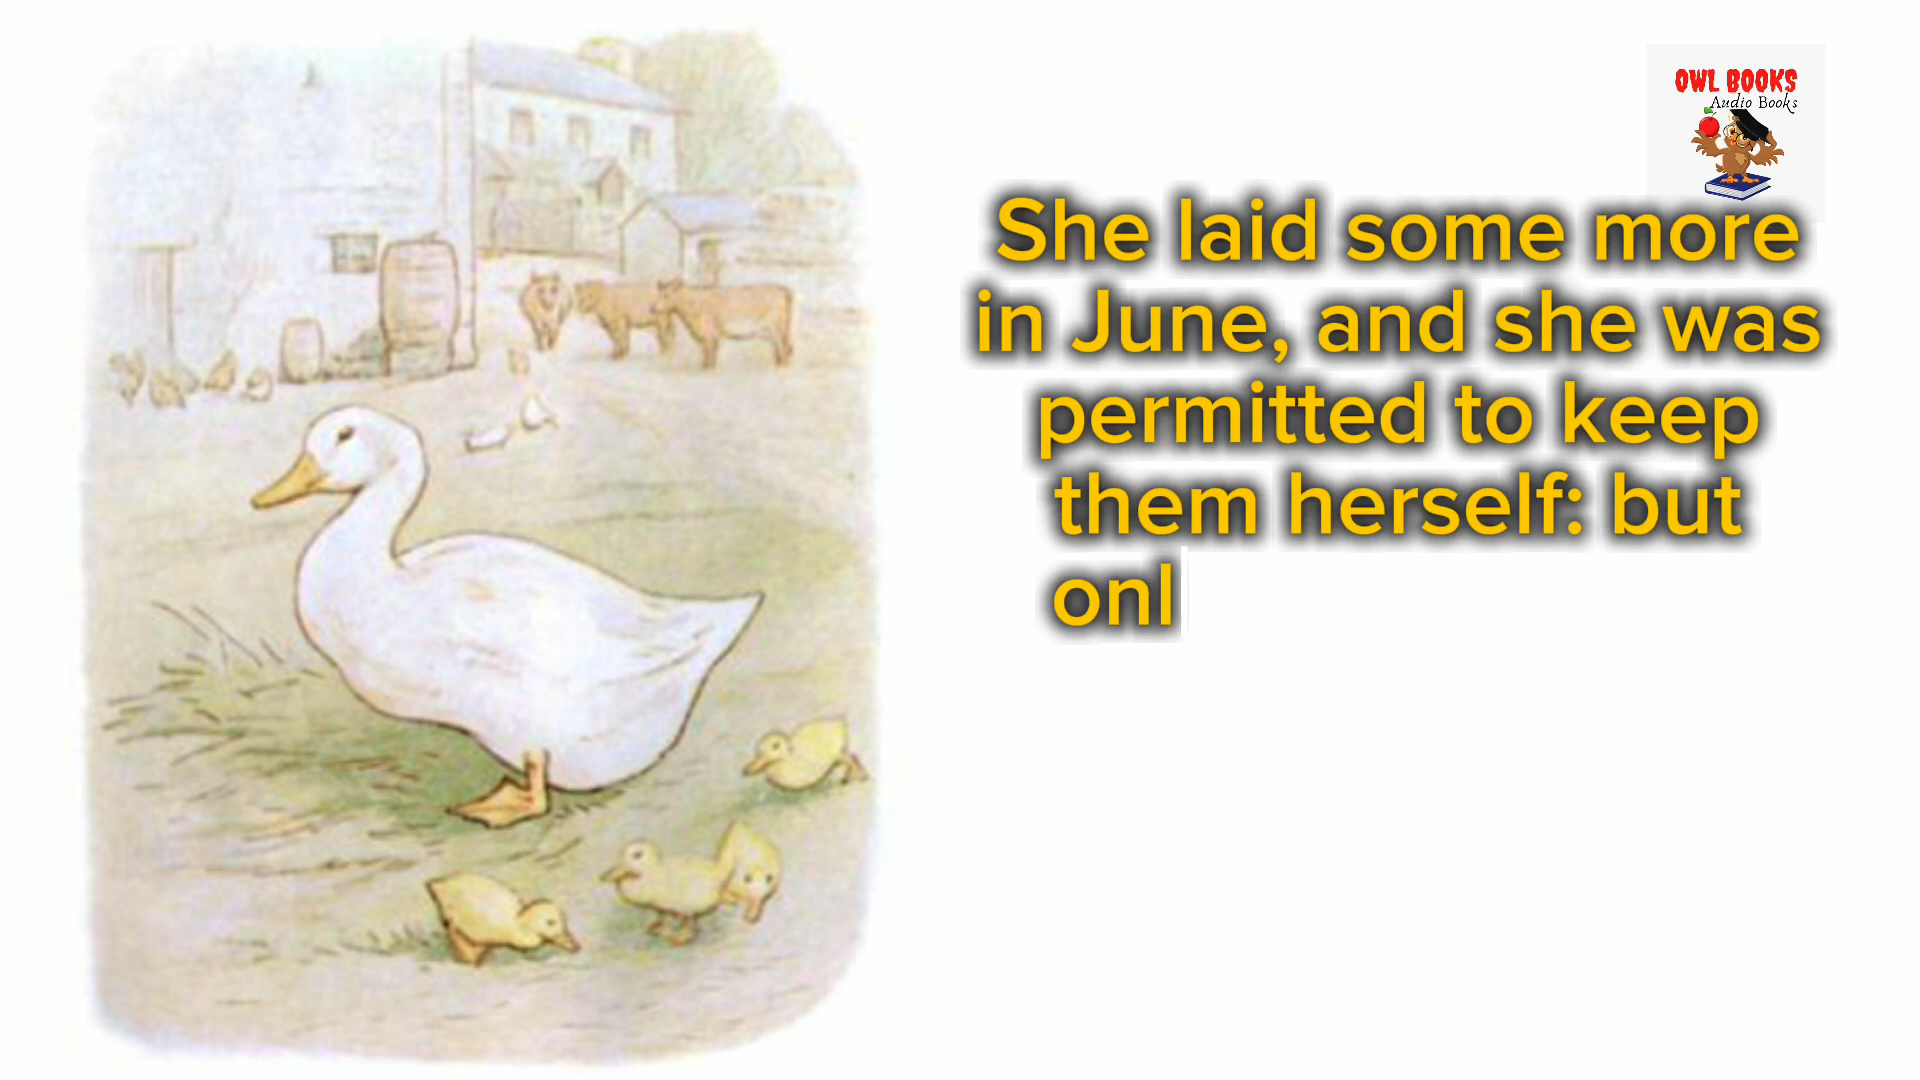 OWL BOOKS
Audio Books
She laid some more
in June, and she was
permitted to keep
them herself: but
onl